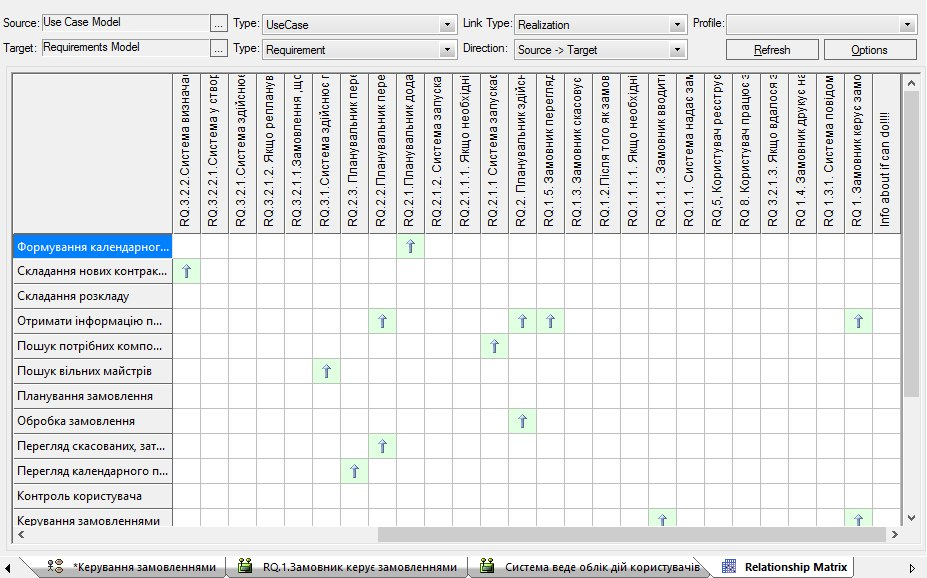 Source: Use Case Model ... Type: UseCase Link Type: Realization Profile:
Target: Requirements Model ... Type: Requirement Direction: Source -> Target Refresh Options
RQ.3.2.2.Система визнача
RQ.3.2.2.1.Система у створ
RQ.3.2.1. Система здійснює
RQ.3.2.1.2. Якщо репланув
RQ.3.2.1.1.Замовлення ,що
RQ.3.1.Система здійснює п
RQ.2.3. Планувальник пере
RQ.2.2.Планувальник пере
RQ.2.1.Планувальник дода
RQ.2.1.2. Система запуска
RQ.2.1.1.1. Якщо необхідні
RQ.2.1.1 Система запускає
RQ.2. Планувальник здійсн
RQ.1.5. Замовник перегляд
RQ.1.3. Замовник скасовує
RQ.1.2.Після того як замов
RQ.1.1.1.1. Якщо необхідні
RQ.1.1.1. Замовник вводить
RQ.1.1. Система надає зам
RQ,5, Користувач реєструє
RQ 8. Користувач працює з
RQ 3.2.1.3. Якщо вдалося з
RQ 1.4. Замовник друкує на
RQ 1.3.1. Система повідом
RQ 1. Замовник керує замо
Info about if can do!!!!
Формування календарног...
Складання нових контрак...
Складання розкладу
Отримати інформацію п...
Пошук потрібних компо...
Пошук вільних майстрів
Планування замовлення
Обробка замовлення
Перегляд скасованих, зат...
Перегляд календарного п...
Контроль користувача
Керування замовленнями
*Керування замовленнями RQ.1.Замовник керує замовленнями Система веде облік дій користувачів Relationship Matrix